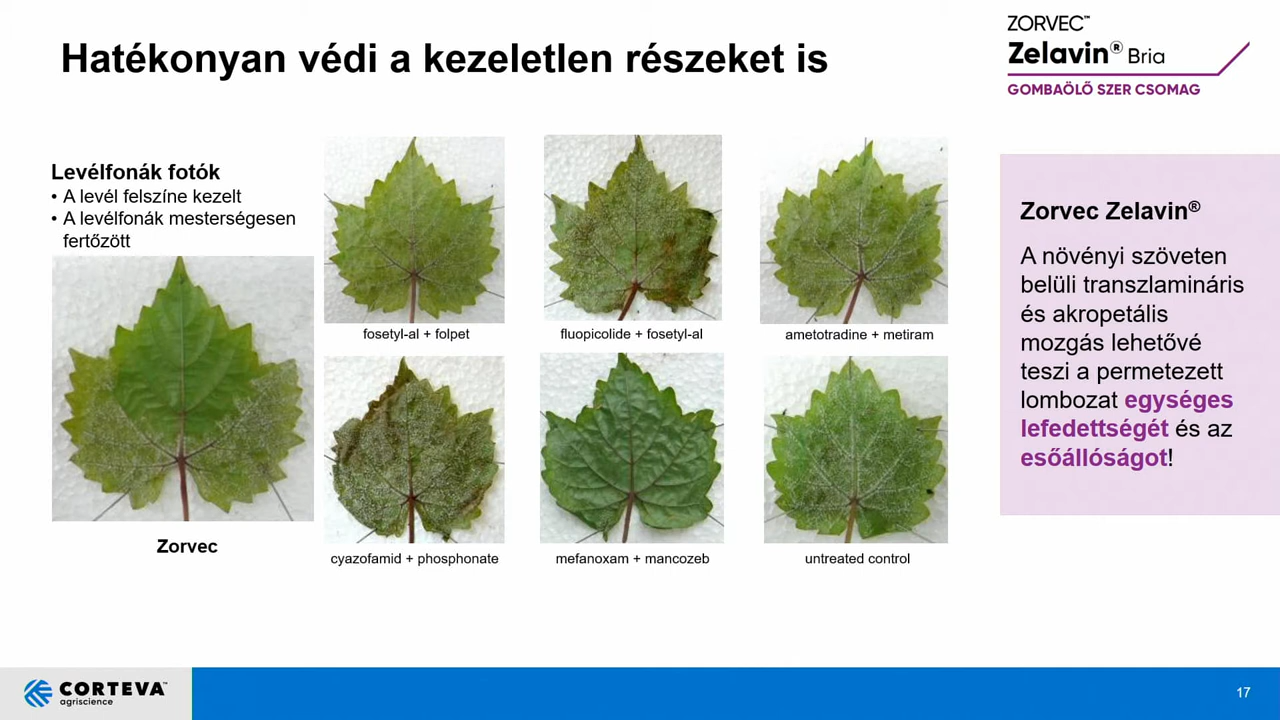 Hatékonyan védi a kezeletlen részeket is
ZORVEC™
Zelavin® Bria
GOMBAÖLŐ SZER CSOMAG
Levélfonák fotók
• A levél felszíne kezelt
• A levélfonák mesterségesen
fertőzött
Zorvec
fosetyl-al + folpet
fluopicolide + fosetyl-al
ametotradine + metiram
cyazofamid + phosphonate
mefanoxam + mancozeb
untreated control
Zorvec Zelavin®
A növényi szöveten
belüli transzlamináris
és akropetális
mozgás lehetővé
teszi a permetezett
lombozat egységes
lefedettségét és az
esőállóságot!
CORTEVA™
agriscience
17